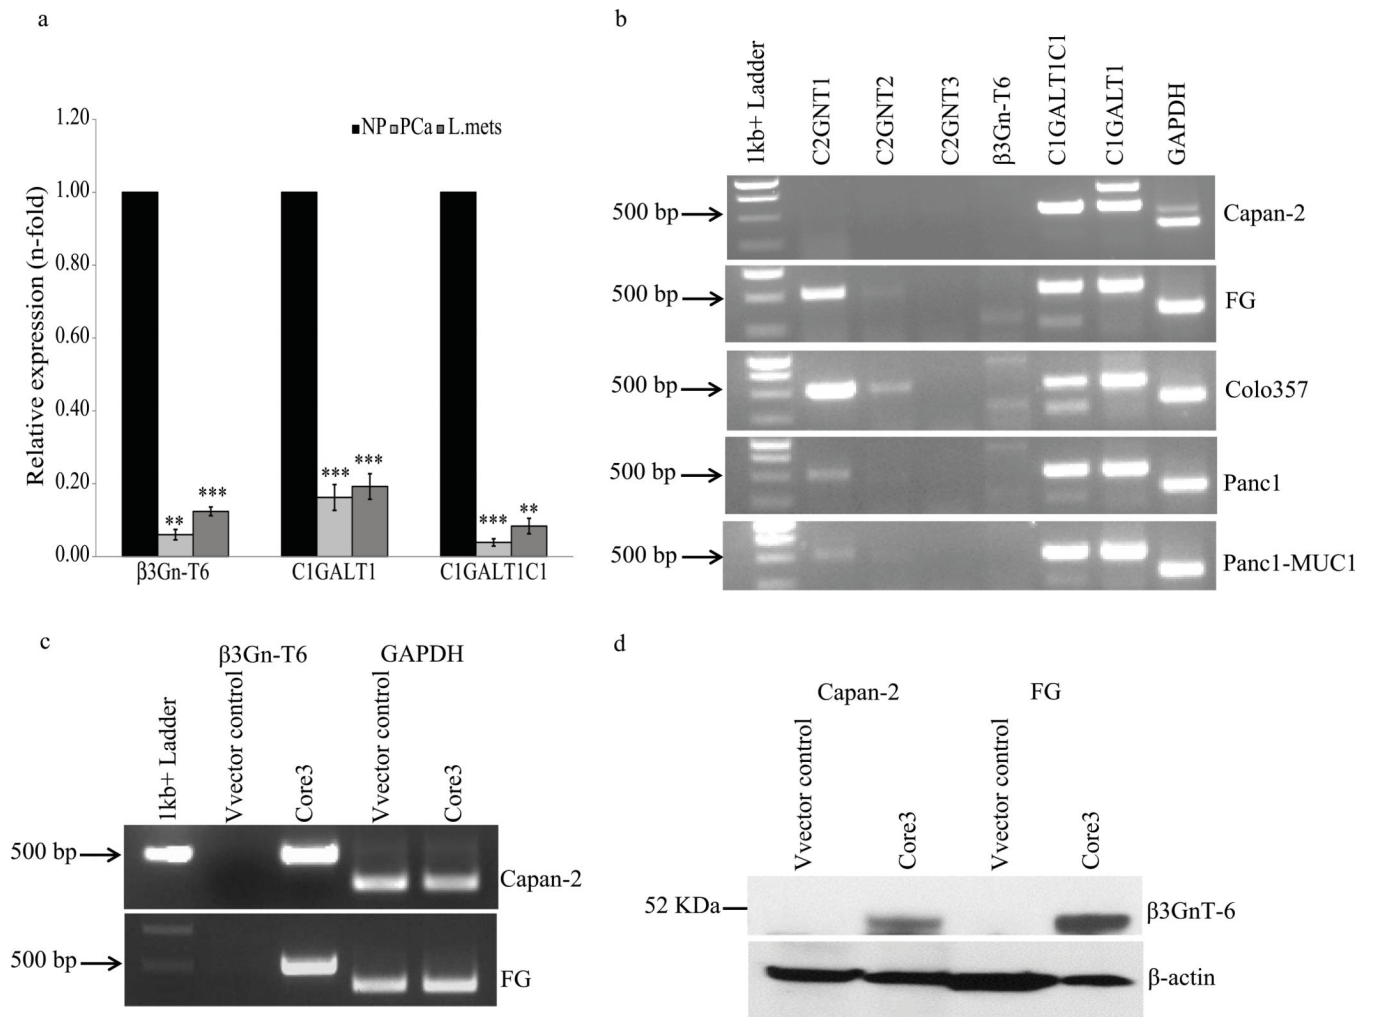 a
1.20
1.00
0.80
0.60
0.40
0.20
0.00
Relative expression (n-fold)
NP PCa L.mets
** *** *** *** *** **
β3Gn-T6 C1GALT1 C1GALT1C1
b
1kb+ Ladder C2GNT1 C2GNT2 C2GNT3 β3Gn-T6 C1GALT1C1 C1GALT1 GAPDH
500 bp Capan-2
500 bp FG
500 bp Colo357
500 bp Panc1
500 bp Panc1-MUC1
c
β3Gn-T6 GAPDH
1kb+ Ladder Vvector control Core3 Vvector control Core3
500 bp Capan-2
500 bp FG
d
Capan-2 FG
Vvector control Core3 Vvector control Core3
52 KDa β3GnT-6
β-actin